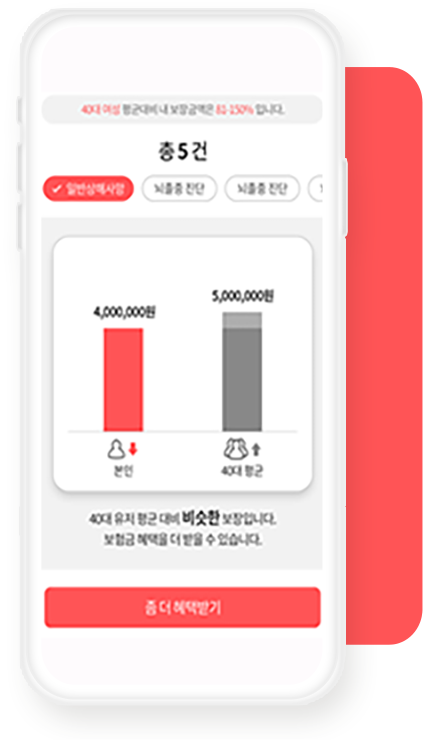 40대 여성 평균대비 내 보장금액은 81-150% 입니다.
총 5 건
일반상해사망 뇌졸중 진단 뇌졸중 진단
4,000,000원 5,000,000원
본인 40대 평균
40대 유저 평균 대비 비슷한 보장입니다.
보험금 혜택을 더 받을 수 있습니다.
좀 더 혜택받기